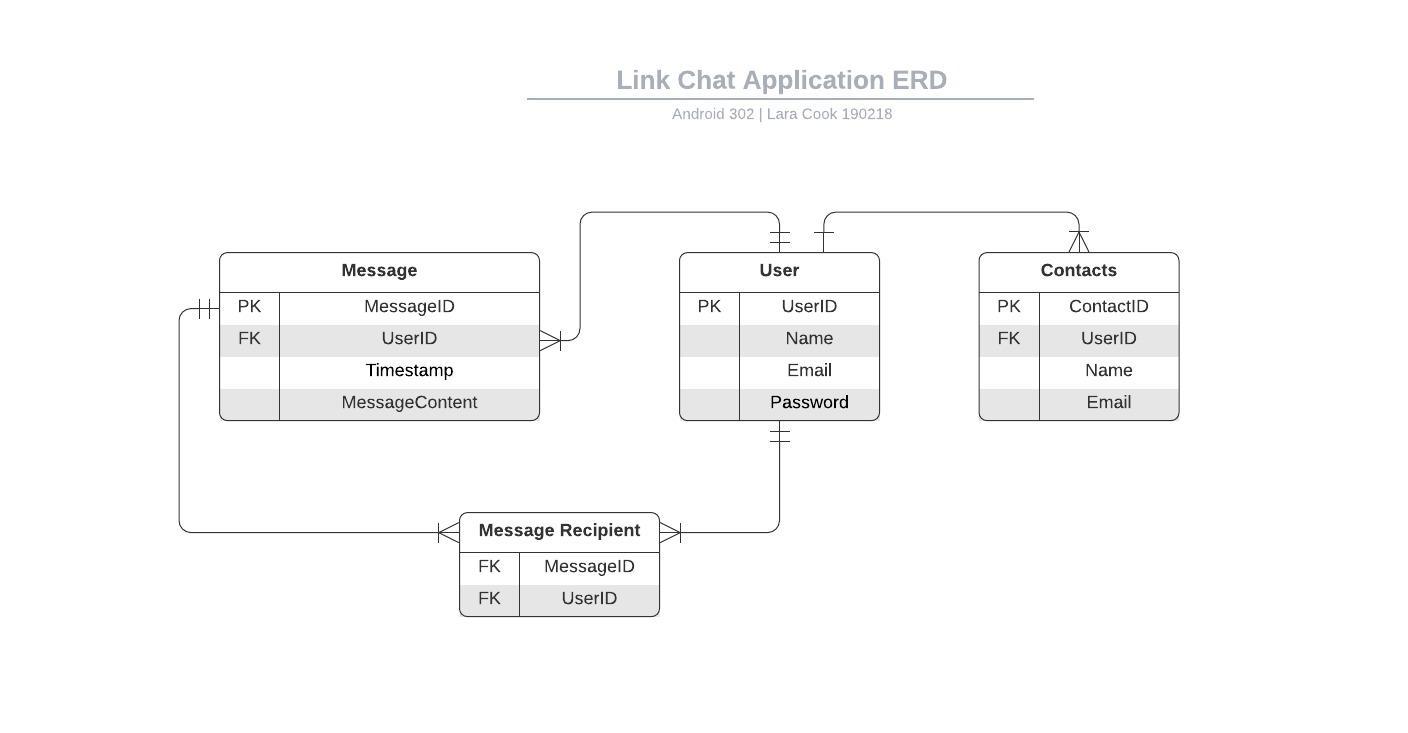 Link Chat Application ERD
Android 302 | Lara Cook 190218
Message
PK MessageID
FK UserID
Timestamp
MessageContent
User
PK UserID
Name
Email
Password
Contacts
PK ContactID
FK UserID
Name
Email
Message Recipient
FK MessageID
FK UserID